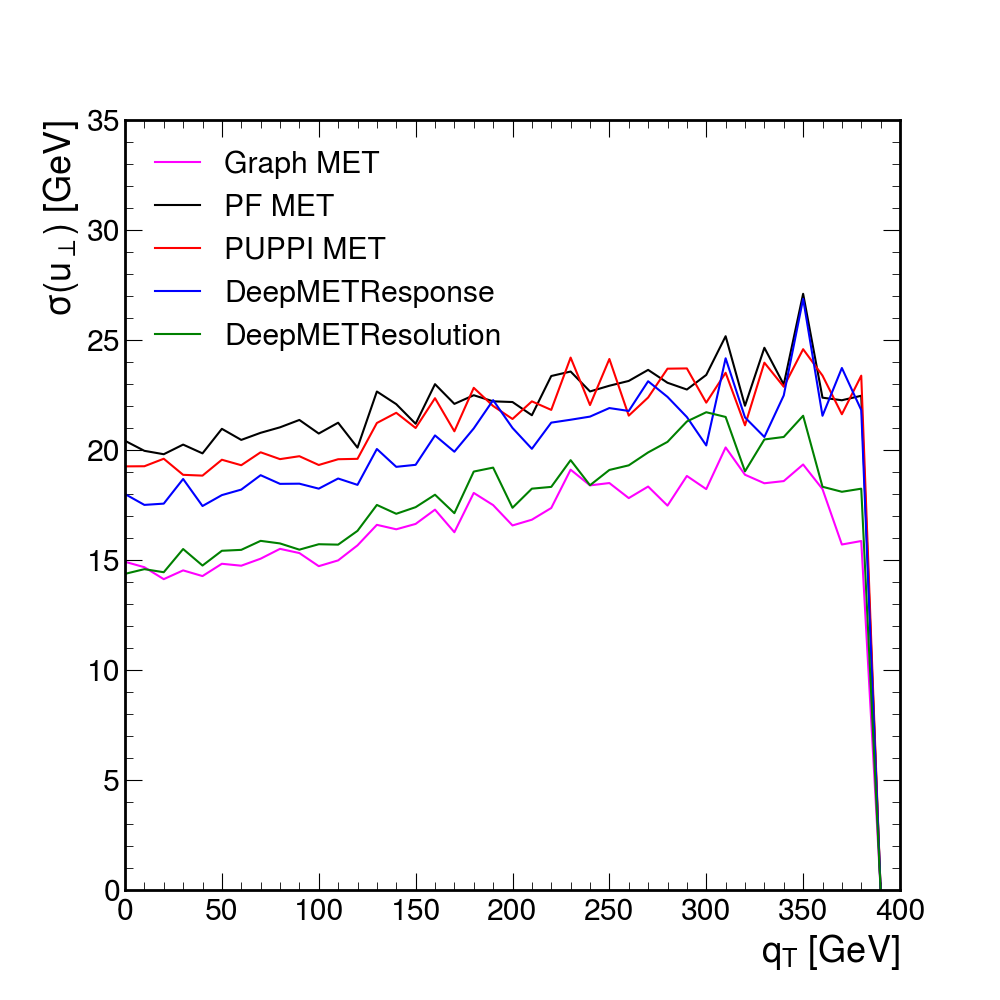 σ(u⊥) [GeV]
35
30
25
20
15
10
5
0
Graph MET
PF MET
PUPPI MET
DeepMETResponse
DeepMETResolution
0 50 100 150 200 250 300 350 400
qT [GeV]